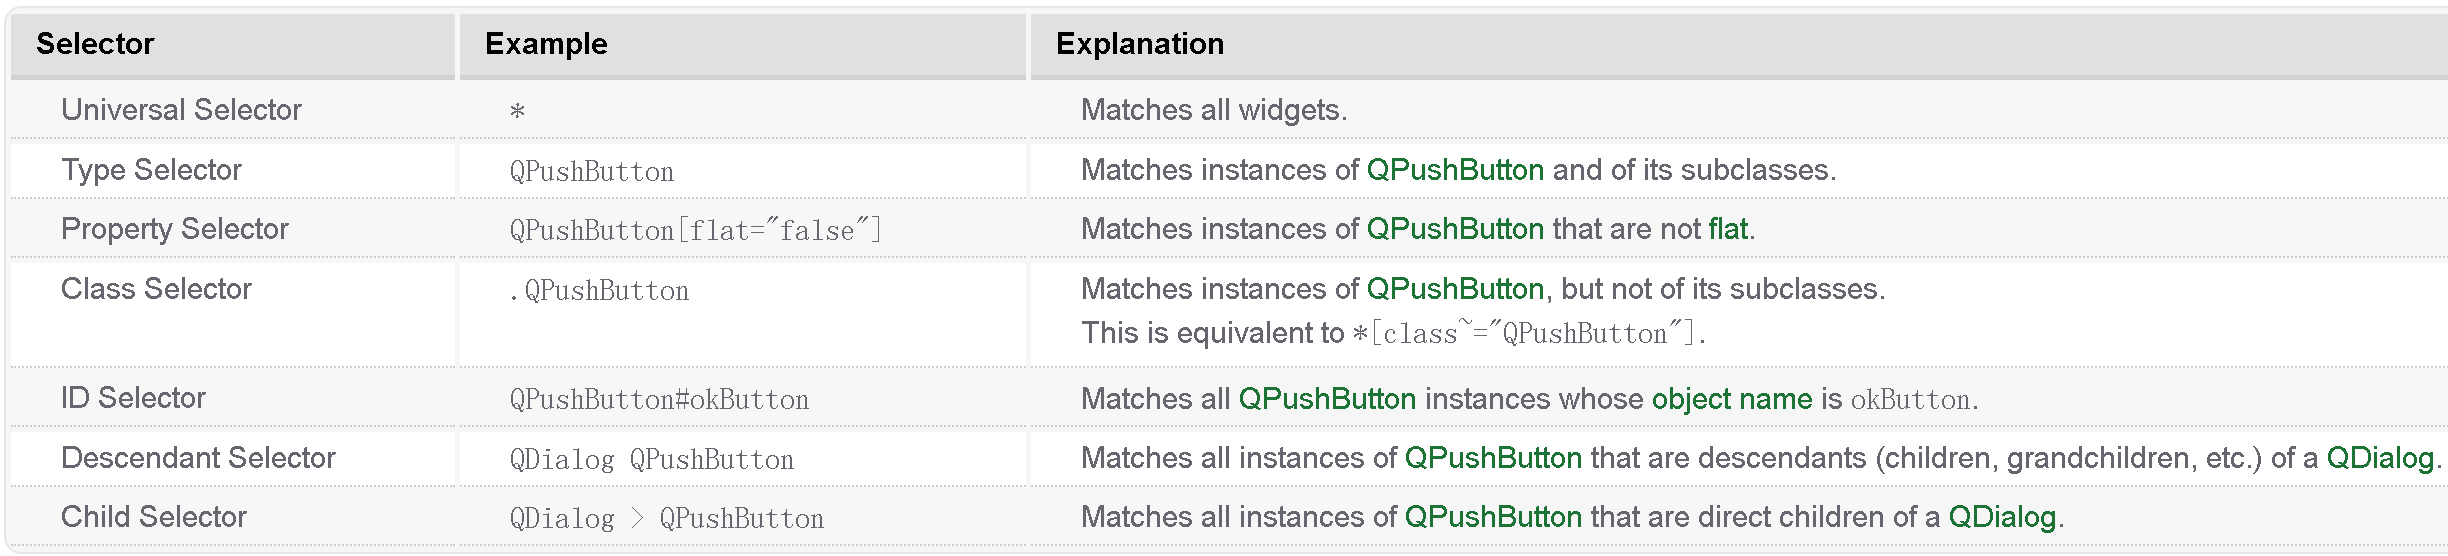 Selector Example Explanation
Universal Selector * Matches all widgets.
Type Selector QPushButton Matches instances of QPushButton and of its subclasses.
Property Selector QPushButton[flat="false"] Matches instances of QPushButton that are not flat.
Class Selector .QPushButton Matches instances of QPushButton, but not of its subclasses.
This is equivalent to *[class~="QPushButton"].
ID Selector QPushButton#okButton Matches all QPushButton instances whose object name is okButton.
Descendant Selector QDialog QPushButton Matches all instances of QPushButton that are descendants (children, grandchildren, etc.) of a QDialog.
Child Selector QDialog > QPushButton Matches all instances of QPushButton that are direct children of a QDialog.